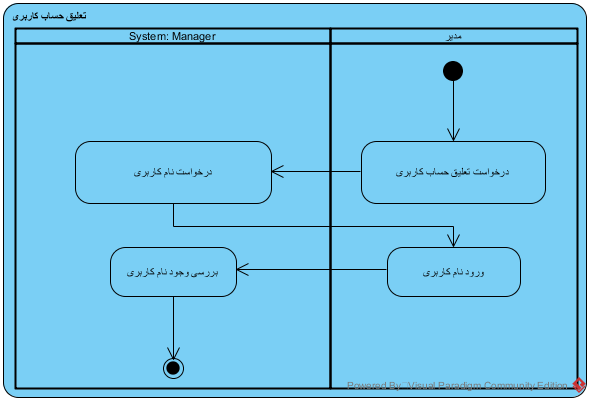 تعلیق حساب کاربری
System: Manager
مدیر
درخواست تعلیق حساب کاربری
درخواست نام کاربری
ورود نام کاربری
بررسی وجود نام کاربری
Powered By Visual Paradigm Community Edition